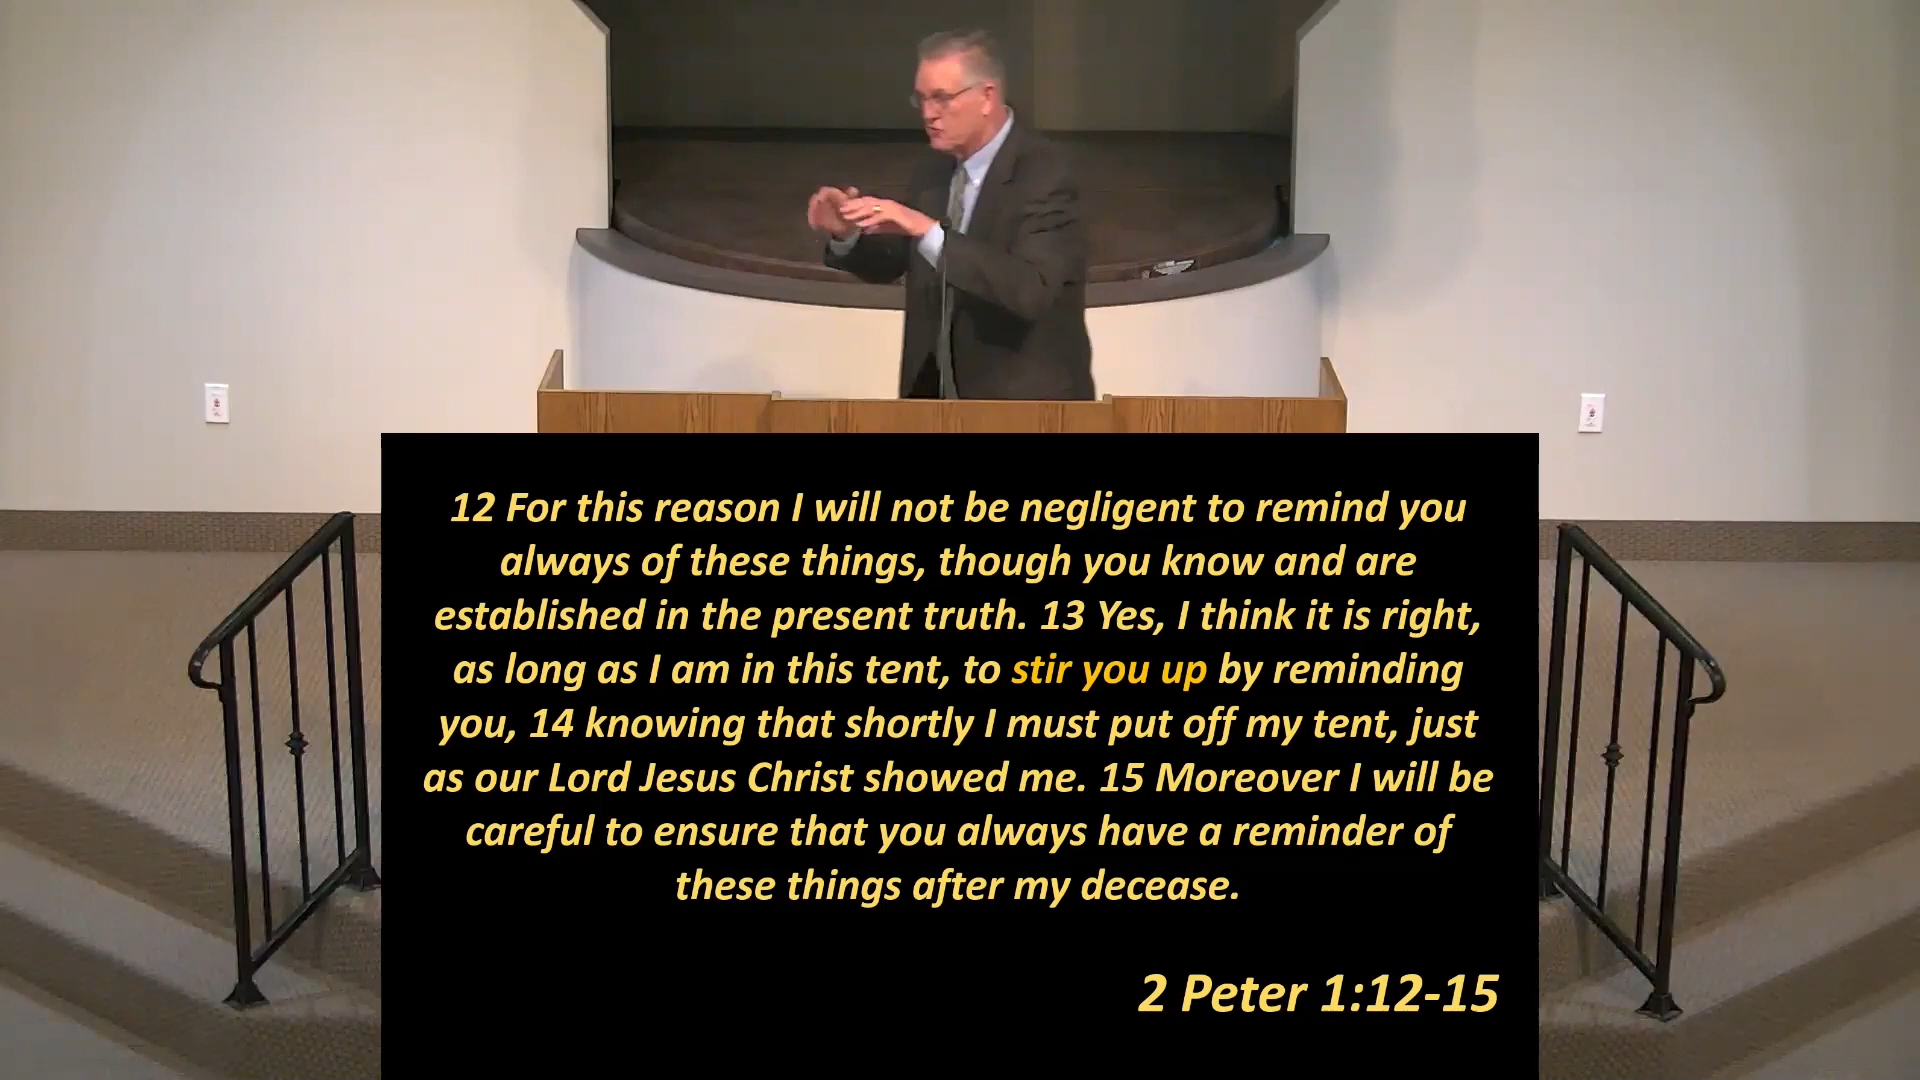 12 For this reason I will not be negligent to remind you
always of these things, though you know and are
established in the present truth. 13 Yes, I think it is right,
as long as I am in this tent, to stir you up by reminding
you, 14 knowing that shortly I must put off my tent, just
as our Lord Jesus Christ showed me. 15 Moreover I will be
careful to ensure that you always have a reminder of
these things after my decease.
2 Peter 1:12-15